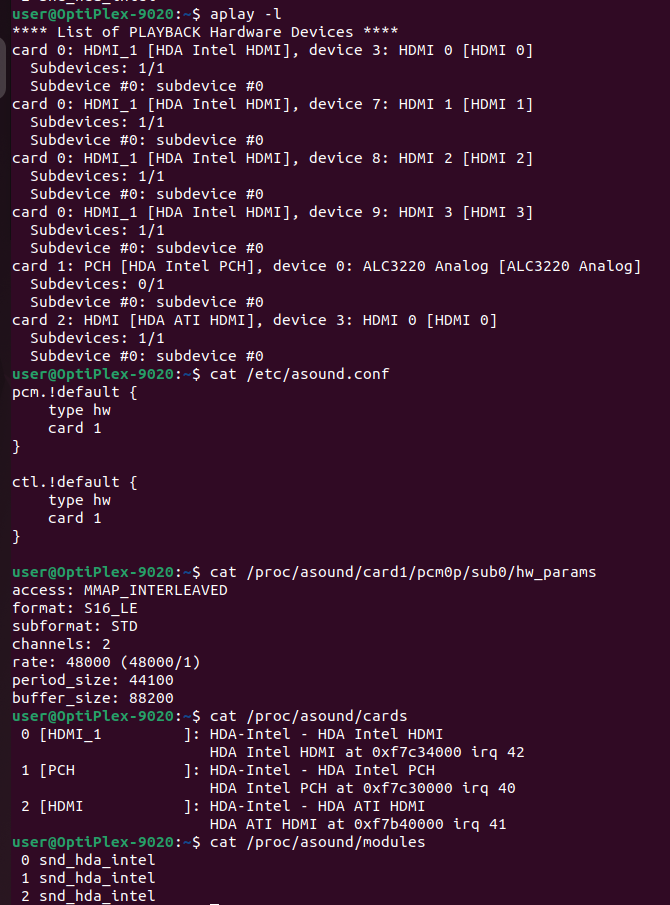 user@OptiPlex-9020:~$ aplay -l
**** List of PLAYBACK Hardware Devices ****
card 0: HDMI_1 [HDA Intel HDMI], device 3: HDMI 0 [HDMI 0]
  Subdevices: 1/1
  Subdevice #0: subdevice #0
card 0: HDMI_1 [HDA Intel HDMI], device 7: HDMI 1 [HDMI 1]
  Subdevices: 1/1
  Subdevice #0: subdevice #0
card 0: HDMI_1 [HDA Intel HDMI], device 8: HDMI 2 [HDMI 2]
  Subdevices: 1/1
  Subdevice #0: subdevice #0
card 0: HDMI_1 [HDA Intel HDMI], device 9: HDMI 3 [HDMI 3]
  Subdevices: 1/1
  Subdevice #0: subdevice #0
card 1: PCH [HDA Intel PCH], device 0: ALC3220 Analog [ALC3220 Analog]
  Subdevices: 0/1
  Subdevice #0: subdevice #0
card 2: HDMI [HDA ATI HDMI], device 3: HDMI 0 [HDMI 0]
  Subdevices: 1/1
  Subdevice #0: subdevice #0
user@OptiPlex-9020:~$ cat /etc/asound.conf
pcm.!default {
    type hw
    card 1
}

ctl.!default {
    type hw
    card 1
}

user@OptiPlex-9020:~$ cat /proc/asound/card1/pcm0p/sub0/hw_params
access: MMAP_INTERLEAVED
format: S16_LE
subformat: STD
channels: 2
rate: 48000 (48000/1)
period_size: 44100
buffer_size: 88200
user@OptiPlex-9020:~$ cat /proc/asound/cards
 0 [HDMI_1         ]: HDA-Intel - HDA Intel HDMI
                      HDA Intel HDMI at 0xf7c34000 irq 42
 1 [PCH            ]: HDA-Intel - HDA Intel PCH
                      HDA Intel PCH at 0xf7c30000 irq 40
 2 [HDMI           ]: HDA-Intel - HDA ATI HDMI
                      HDA ATI HDMI at 0xf7b40000 irq 41
user@OptiPlex-9020:~$ cat /proc/asound/modules
 0 snd_hda_intel
 1 snd_hda_intel
 2 snd_hda_intel